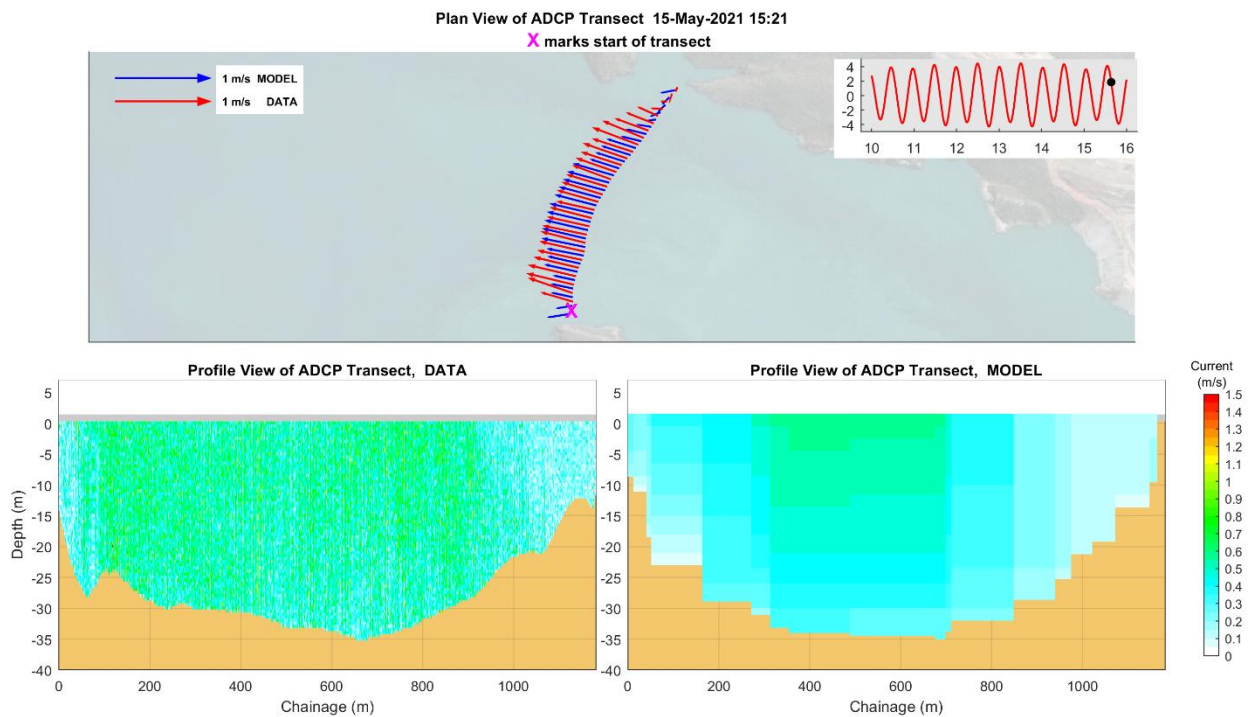 Plan View of ADCP Transect 15-May-2021 15:21
X marks start of transect
1 m/s MODEL
1 m/s DATA
4
2
0
-2
-4
10 11 12 13 14 15 16
X
Profile View of ADCP Transect, DATA
5
0
-5
-10
-15
-20
-25
-30
-35
-40
Depth (m)
0 200 400 600 800 1000
Chainage (m)
Profile View of ADCP Transect, MODEL
5
0
-5
-10
-15
-20
-25
-30
-35
-40
0 200 400 600 800 1000
Chainage (m)
Current
(m/s)
1.5
1.4
1.3
1.2
1.1
1
0.9
0.8
0.7
0.6
0.5
0.4
0.3
0.2
0.1
0